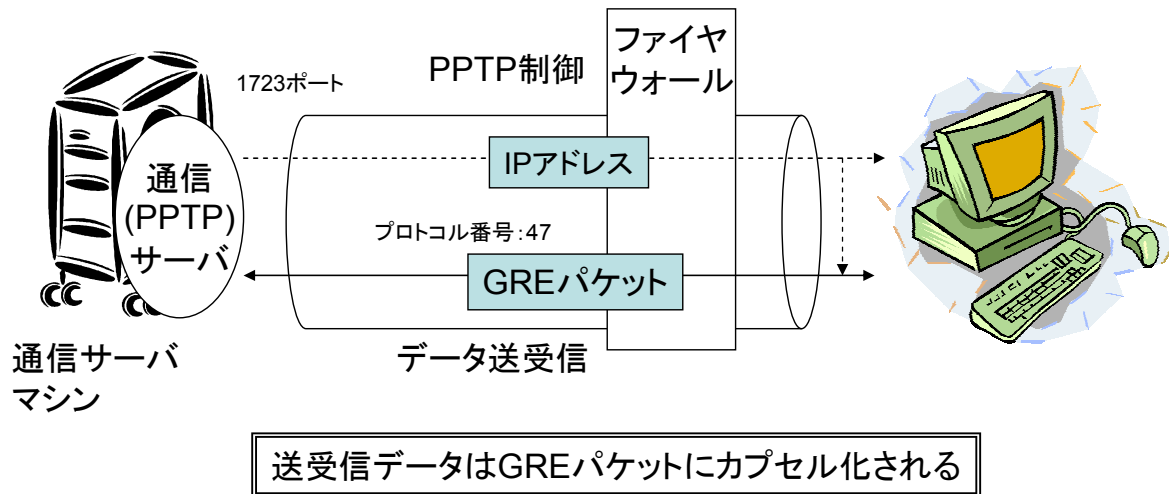 ファイヤ
ウォール
PPTP制御
1723ポート
IPアドレス
通信
(PPTP)
サーバ
プロトコル番号:47
GREパケット
データ送受信
通信サーバ
マシン
送受信データはGREパケットにカプセル化される